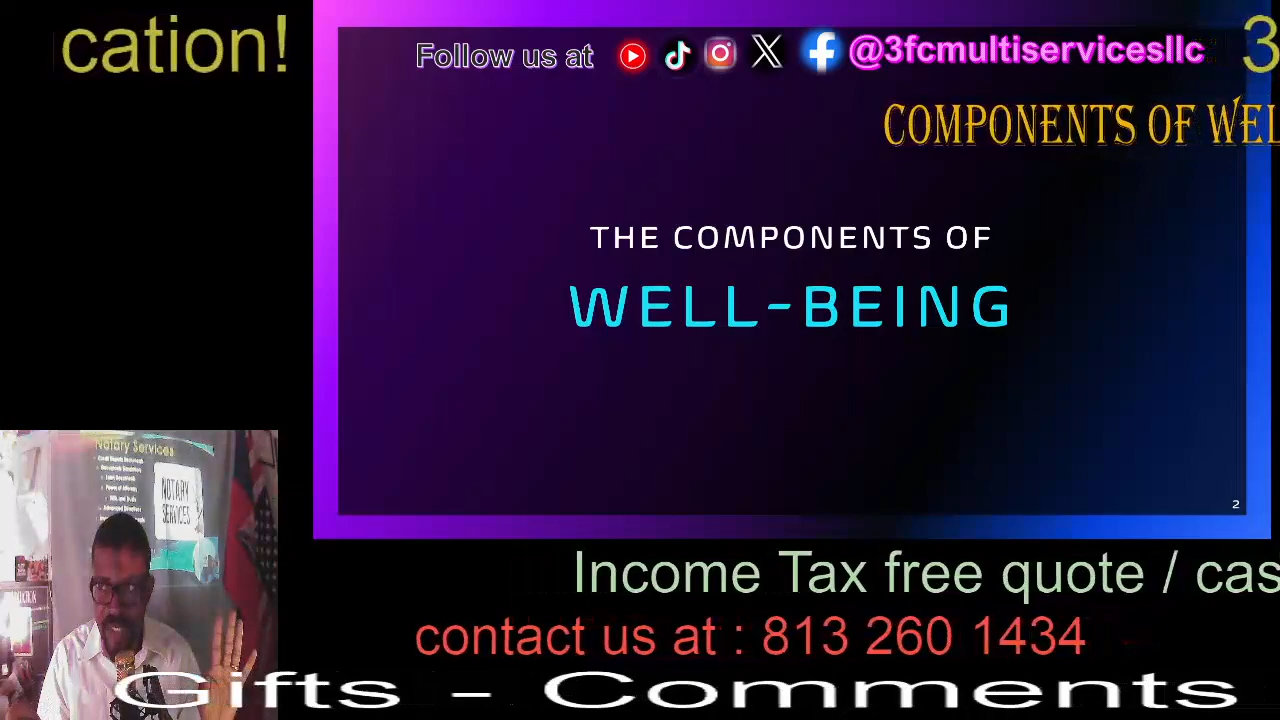 cation!
Follow us at @3fcmultiservicesllc
3
COMPONENTS OF WEL
THE COMPONENTS OF
WELL-BEING
2
Notary Services
NOTARY
SERVICES
Income Tax free quote / cas
contact us at : 813 260 1434
Gifts - Comments